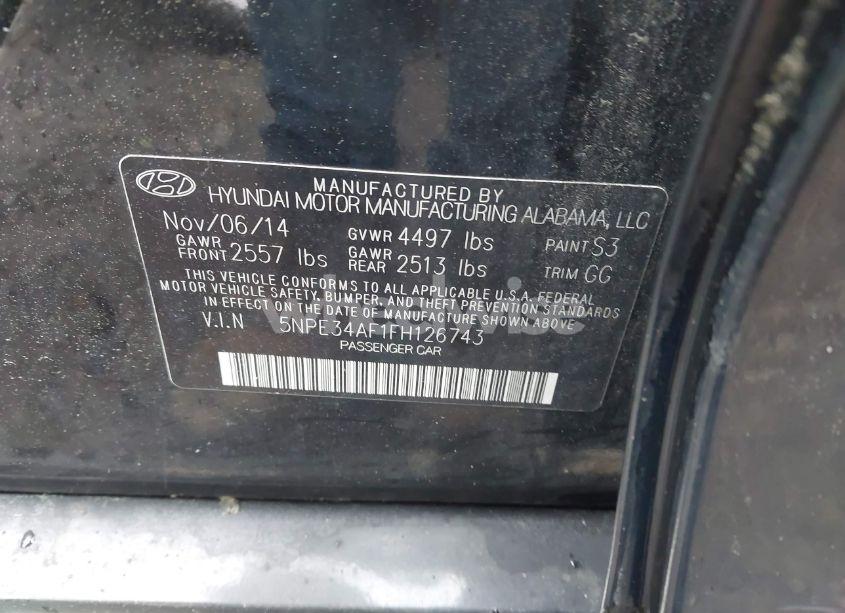 MANUFACTURED BY
HYUNDAI MOTOR MANUFACTURING ALABAMA, LLC
Nov/06/14 GVWR 4497 lbs PAINT S3
GAWR FRONT 2557 lbs GAWR REAR 2513 lbs TRIM GG
THIS VEHICLE CONFORMS TO ALL APPLICABLE U.S.A. FEDERAL
MOTOR VEHICLE SAFETY, BUMPER, AND THEFT PREVENTION STANDARDS
IN EFFECT ON THE DATE OF MANUFACTURE SHOWN ABOVE.
V.I.N 5NPE34AF1FH126743
PASSENGER CAR